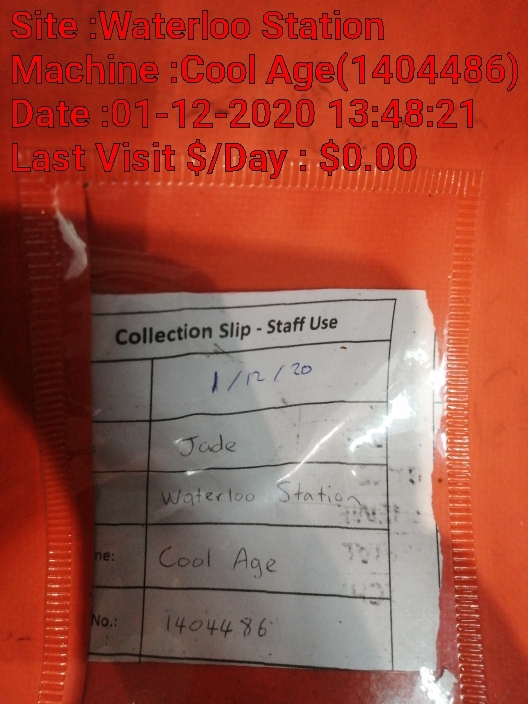 Site :Waterloo Station
Machine :Cool Age(1404486)
Date :01-12-2020 13:48:21
Last Visit $/Day : $0.00
Collection Slip - Staff Use
1/12/20
Jade
Waterloo Station
ne: Cool Age
No.: 1404486